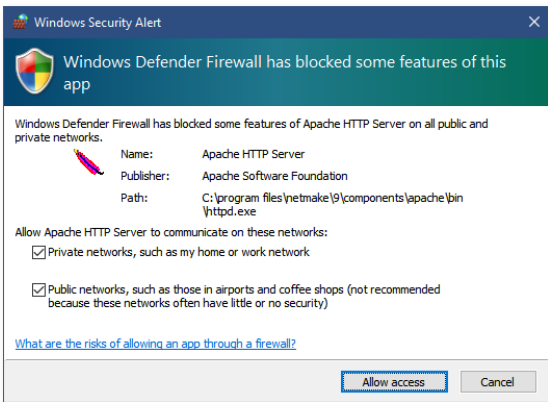 Windows Security Alert
Windows Defender Firewall has blocked some features of this
app
Windows Defender Firewall has blocked some features of Apache HTTP Server on all public and
private networks.
Name: Apache HTTP Server
Publisher: Apache Software Foundation
Path: C:\program files\netmake\9\components\apache\bin
\httpd.exe
Allow Apache HTTP Server to communicate on these networks:
Private networks, such as my home or work network
Public networks, such as those in airports and coffee shops (not recommended
because these networks often have little or no security)
What are the risks of allowing an app through a firewall?
Allow access Cancel